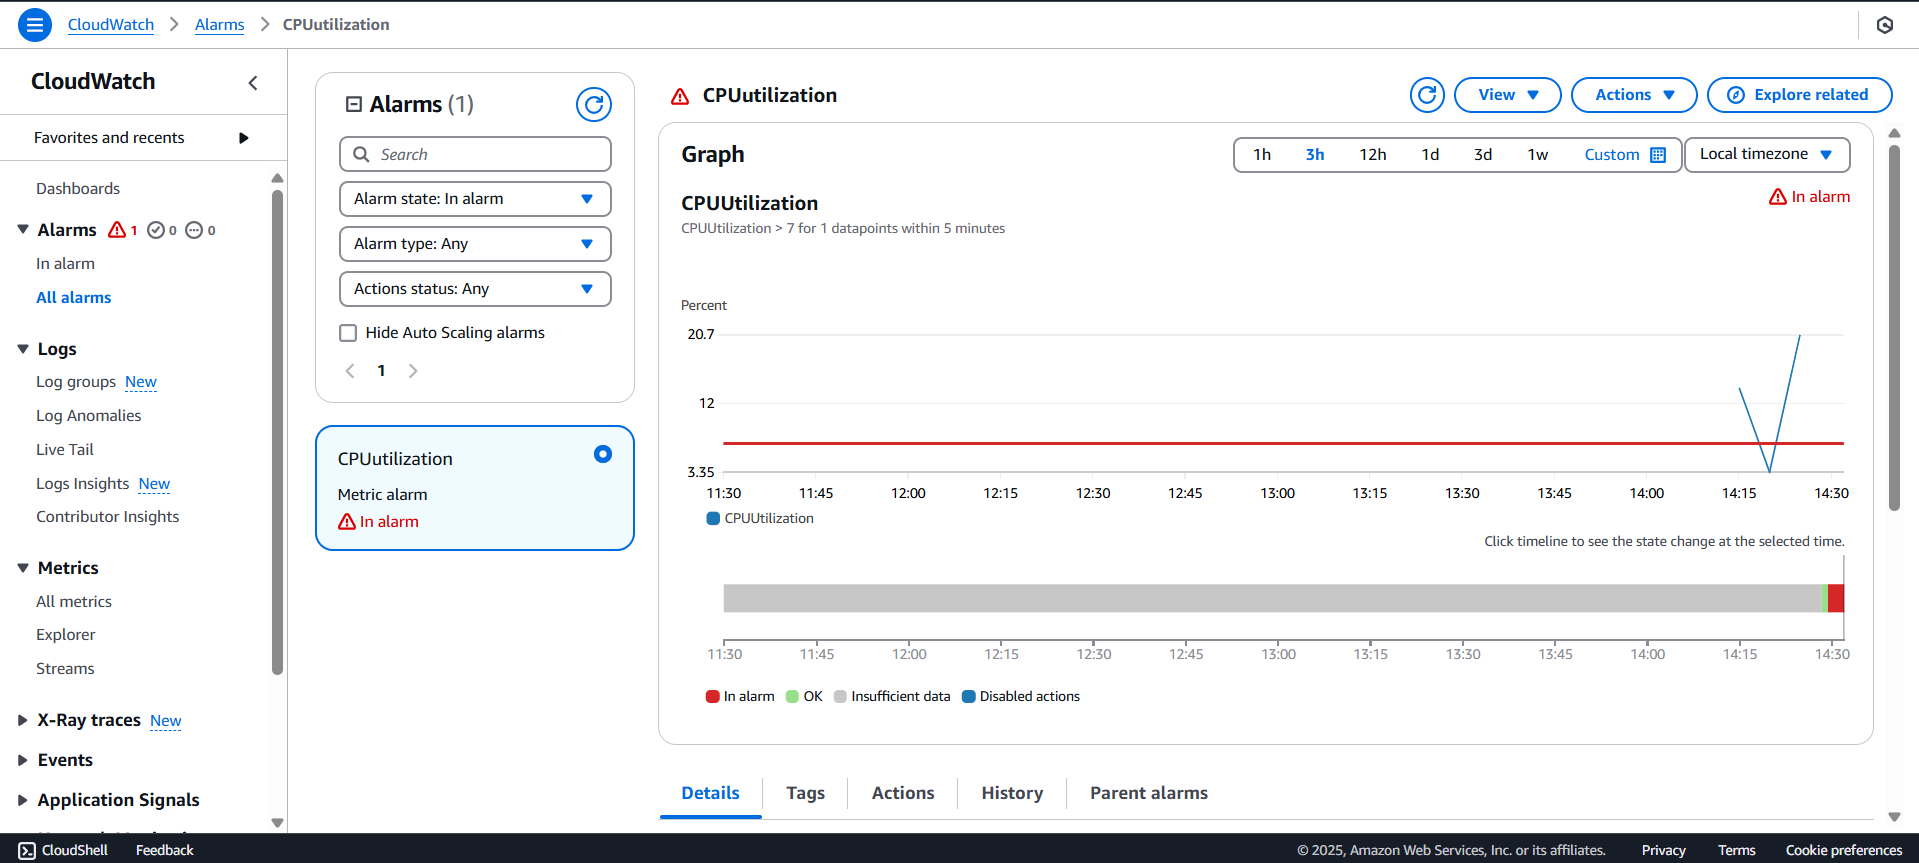 CloudWatch > Alarms > CPUutilization
CloudWatch
Favorites and recents
Dashboards
Alarms 1 0 0
In alarm
All alarms
Logs
Log groups New
Log Anomalies
Live Tail
Logs Insights New
Contributor Insights
Metrics
All metrics
Explorer
Streams
X-Ray traces New
Events
Application Signals
Alarms (1)
Search
Alarm state: In alarm
Alarm type: Any
Actions status: Any
Hide Auto Scaling alarms
1
CPUutilization
Metric alarm
In alarm
CPUutilization
View Actions Explore related
Graph
1h 3h 12h 1d 3d 1w Custom Local timezone
CPUUtilization
In alarm
CPUUtilization > 7 for 1 datapoints within 5 minutes
Percent
20.7
12
3.35
11:30 11:45 12:00 12:15 12:30 12:45 13:00 13:15 13:30 13:45 14:00 14:15 14:30
CPUUtilization
Click timeline to see the state change at the selected time.
11:30 11:45 12:00 12:15 12:30 12:45 13:00 13:15 13:30 13:45 14:00 14:15 14:30
In alarm OK Insufficient data Disabled actions
Details Tags Actions History Parent alarms
CloudShell Feedback
© 2025, Amazon Web Services, Inc. or its affiliates. Privacy Terms Cookie preferences